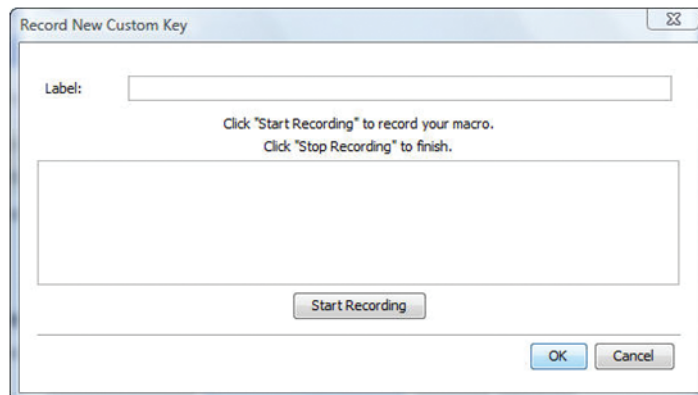 Record New Custom Key
Label:
Click "Start Recording" to record your macro.
Click "Stop Recording" to finish.
Start Recording
OK Cancel